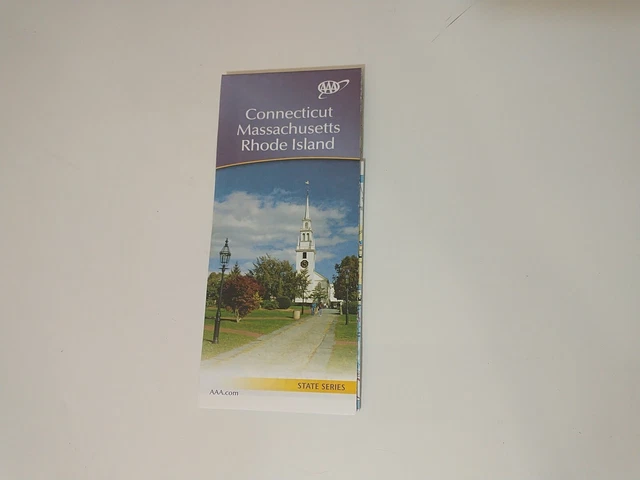 AAA
Connecticut
Massachusetts
Rhode Island
STATE SERIES
AAA.com